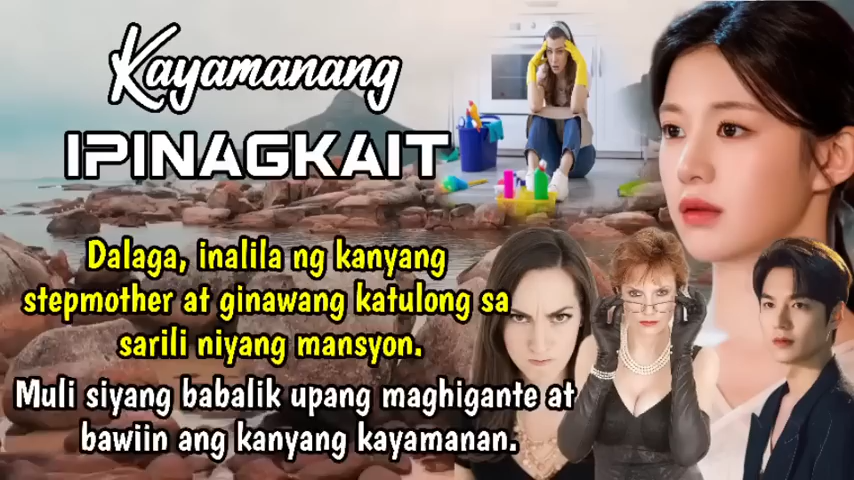 Kayamanang
IPINAGKAIT
Dalaga, inalila ng kanyang
stepmother at ginawang katulong sa
sarili niyang mansyon.
Muli siyang babalik upang maghigante at
bawiin ang kanyang kayamanan.